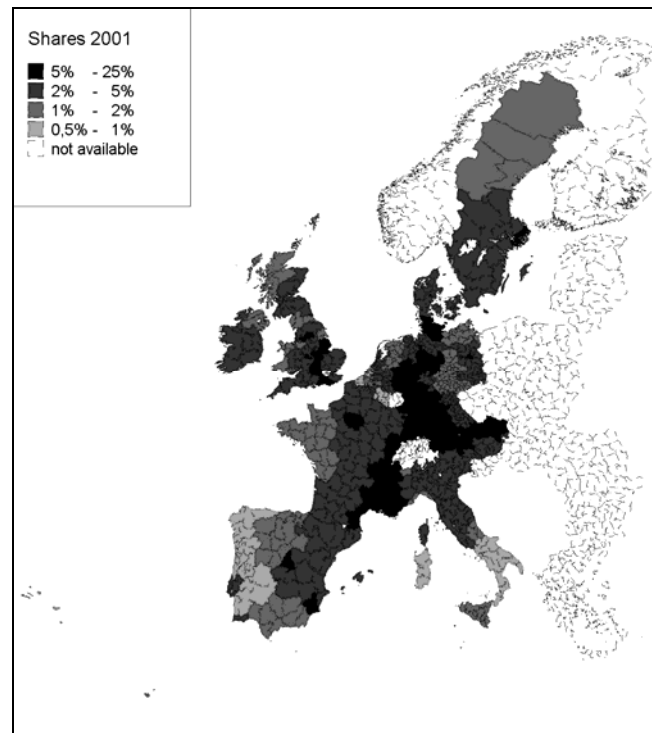 Shares 2001
5% - 25%
2% - 5%
1% - 2%
0,5% - 1%
not available